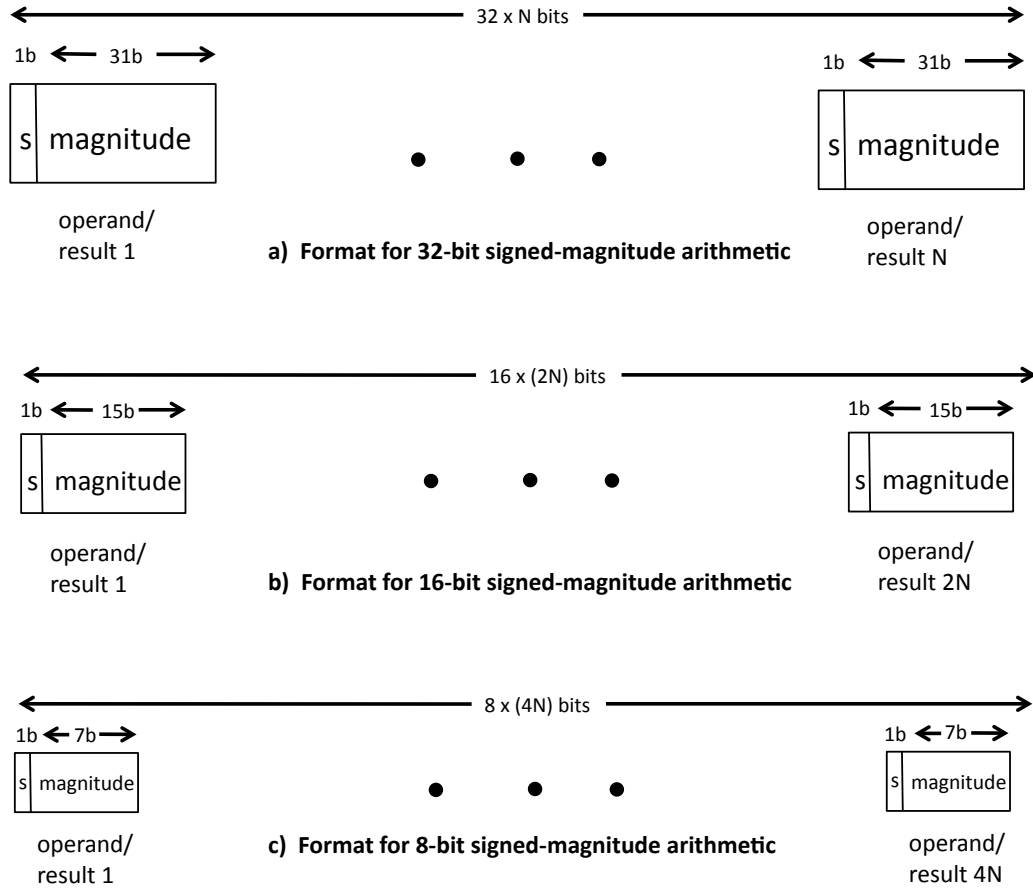 32 x N bits
1b 31b 1b 31b
s magnitude s magnitude
operand/
result 1
operand/
result N
a) Format for 32-bit signed-magnitude arithmetic
16 x (2N) bits
1b 15b 1b 15b
s magnitude s magnitude
operand/
result 1
operand/
result 2N
b) Format for 16-bit signed-magnitude arithmetic
8 x (4N) bits
1b 7b 1b 7b
s magnitude s magnitude
operand/
result 1
operand/
result 4N
c) Format for 8-bit signed-magnitude arithmetic